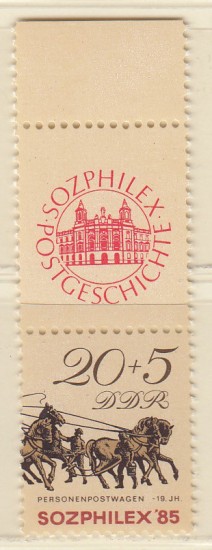 SOZPHILEX · POSTGESCHICHTE ·
20+5
DDR
PERSONENPOSTWAGEN -19. JH.
SOZPHILEX '85